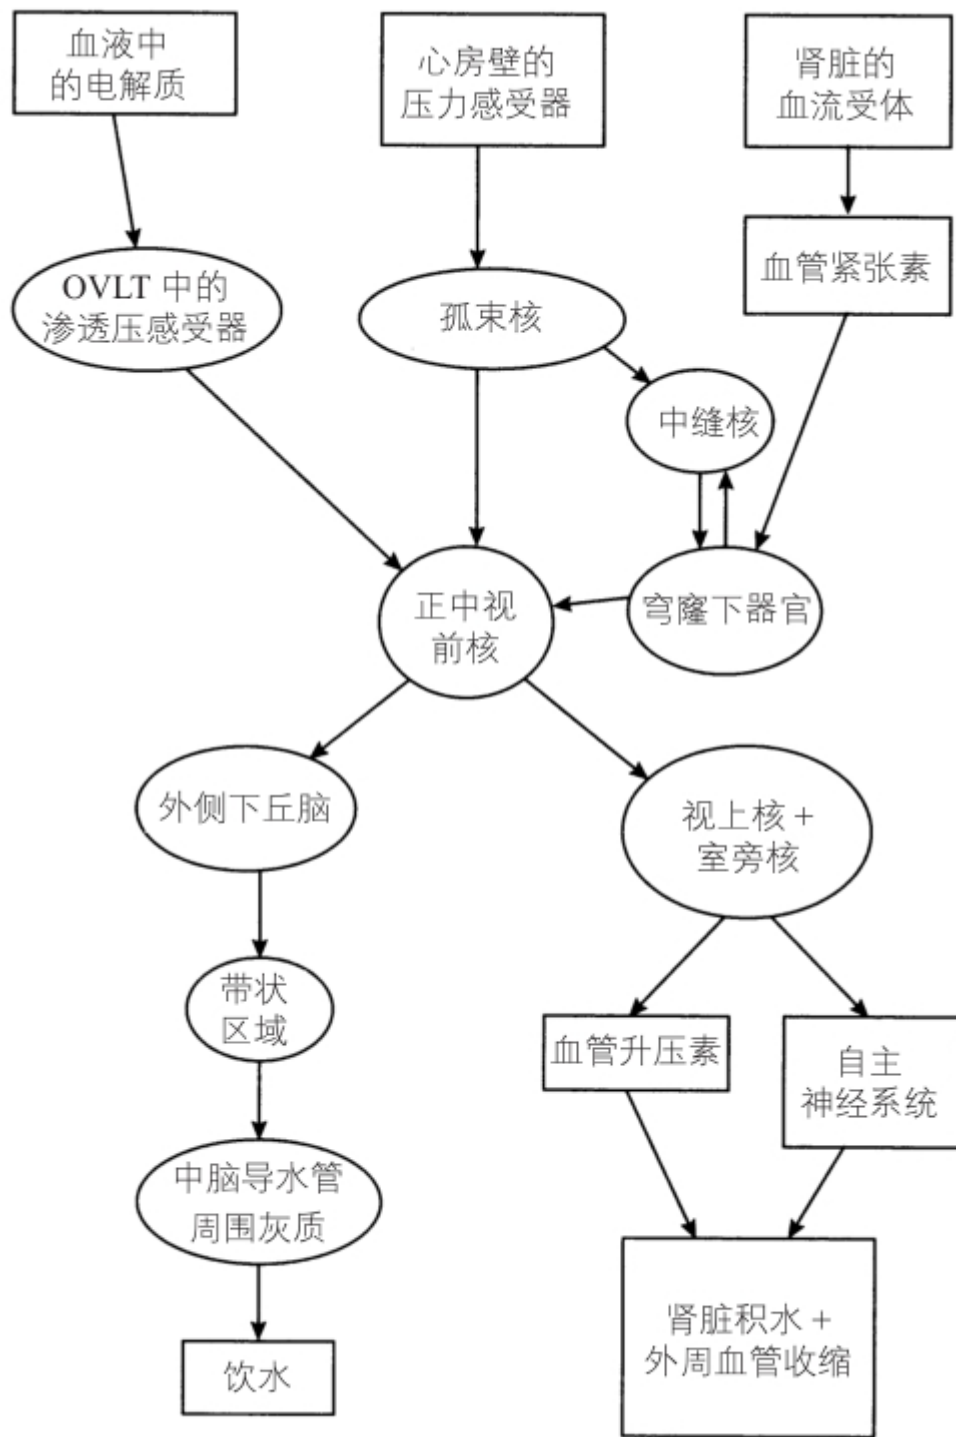 血液中
的电解质
心房壁的
压力感受器
肾脏的
血流受体
OVLT 中的
渗透压感受器
孤束核
血管紧张素
中缝核
正中视
前核
穹窿下器官
外侧下丘脑
视上核+
室旁核
带状
区域
血管升压素
自主
神经系统
中脑导水管
周围灰质
肾脏积水+
外周血管收缩
饮水